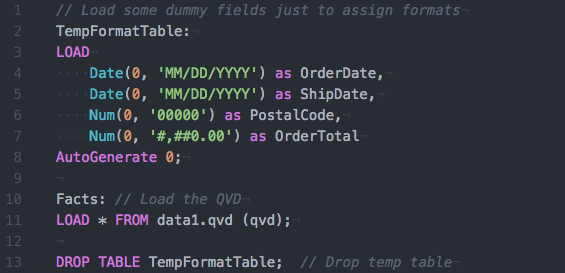 1 // Load some dummy fields just to assign formats
2 TempFormatTable:
3 LOAD
4 Date(0, 'MM/DD/YYYY') as OrderDate,
5 Date(0, 'MM/DD/YYYY') as ShipDate,
6 Num(0, '00000') as PostalCode,
7 Num(0, '#,##0.00') as OrderTotal
8 AutoGenerate 0;
9
10 Facts: // Load the QVD
11 LOAD * FROM data1.qvd (qvd);
12
13 DROP TABLE TempFormatTable;  // Drop temp table